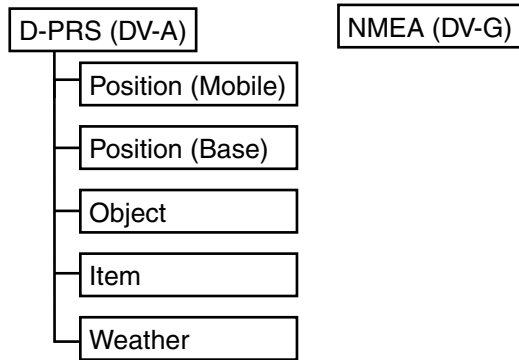 D-PRS (DV-A)
NMEA (DV-G)
Position (Mobile)
Position (Base)
Object
Item
Weather